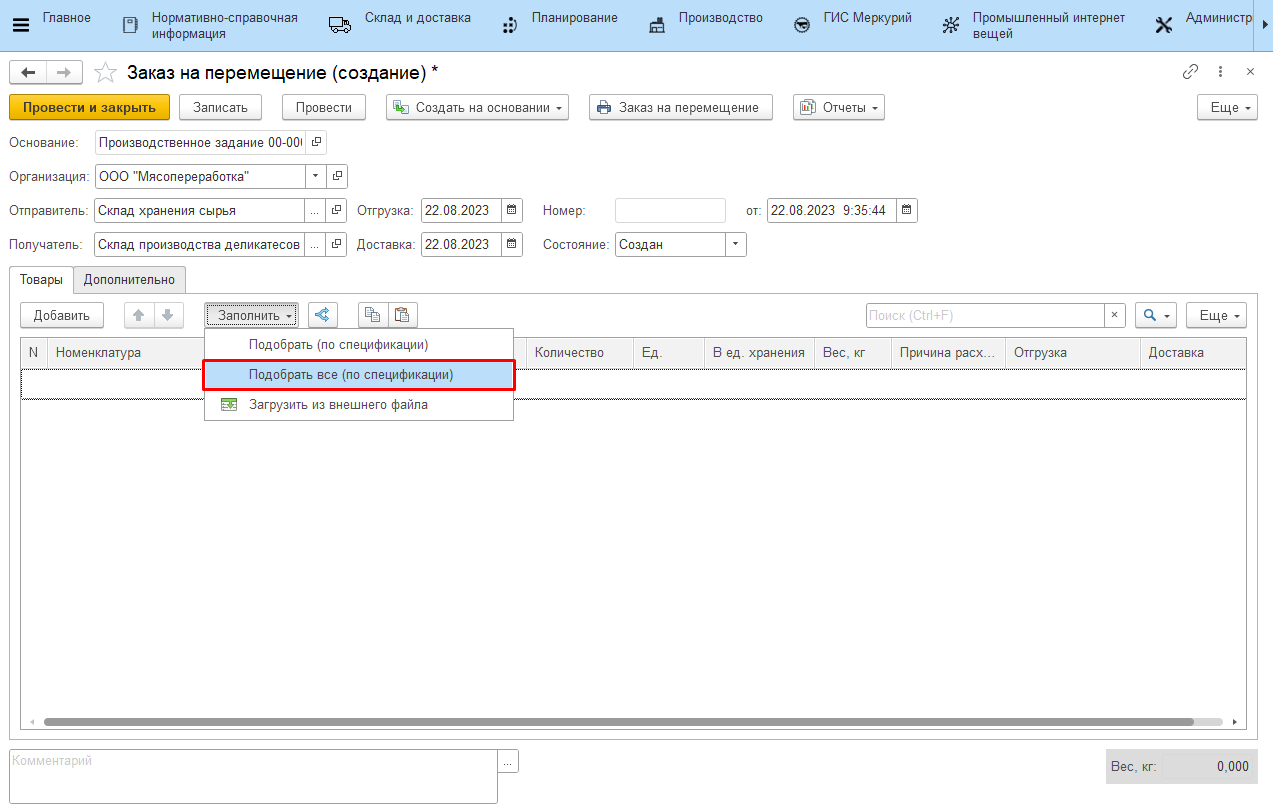 Главное
Нормативно-справочная
информация
Склад и доставка
Планирование
Производство
ГИС Меркурий
Промышленный интернет
вещей
Администр
Заказ на перемещение (создание) *
Провести и закрыть
Записать
Провести
Создать на основании
Заказ на перемещение
Отчеты
Еще
Основание: Производственное задание 00-00
Организация: ООО "Мясопереработка"
Отправитель: Склад хранения сырья ... Отгрузка: 22.08.2023 Номер: от: 22.08.2023 9:35:44
Получатель: Склад производства деликатесов ... Доставка: 22.08.2023 Состояние: Создан
Товары Дополнительно
Добавить Заполнить Поиск (Ctrl+F) × Еще
N Номенклатура Количество Ед. В ед. хранения Вес, кг Причина расх... Отгрузка Доставка
Подобрать (по спецификации)
Подобрать все (по спецификации)
Загрузить из внешнего файла
Комментарий ...
Вес, кг: 0,000